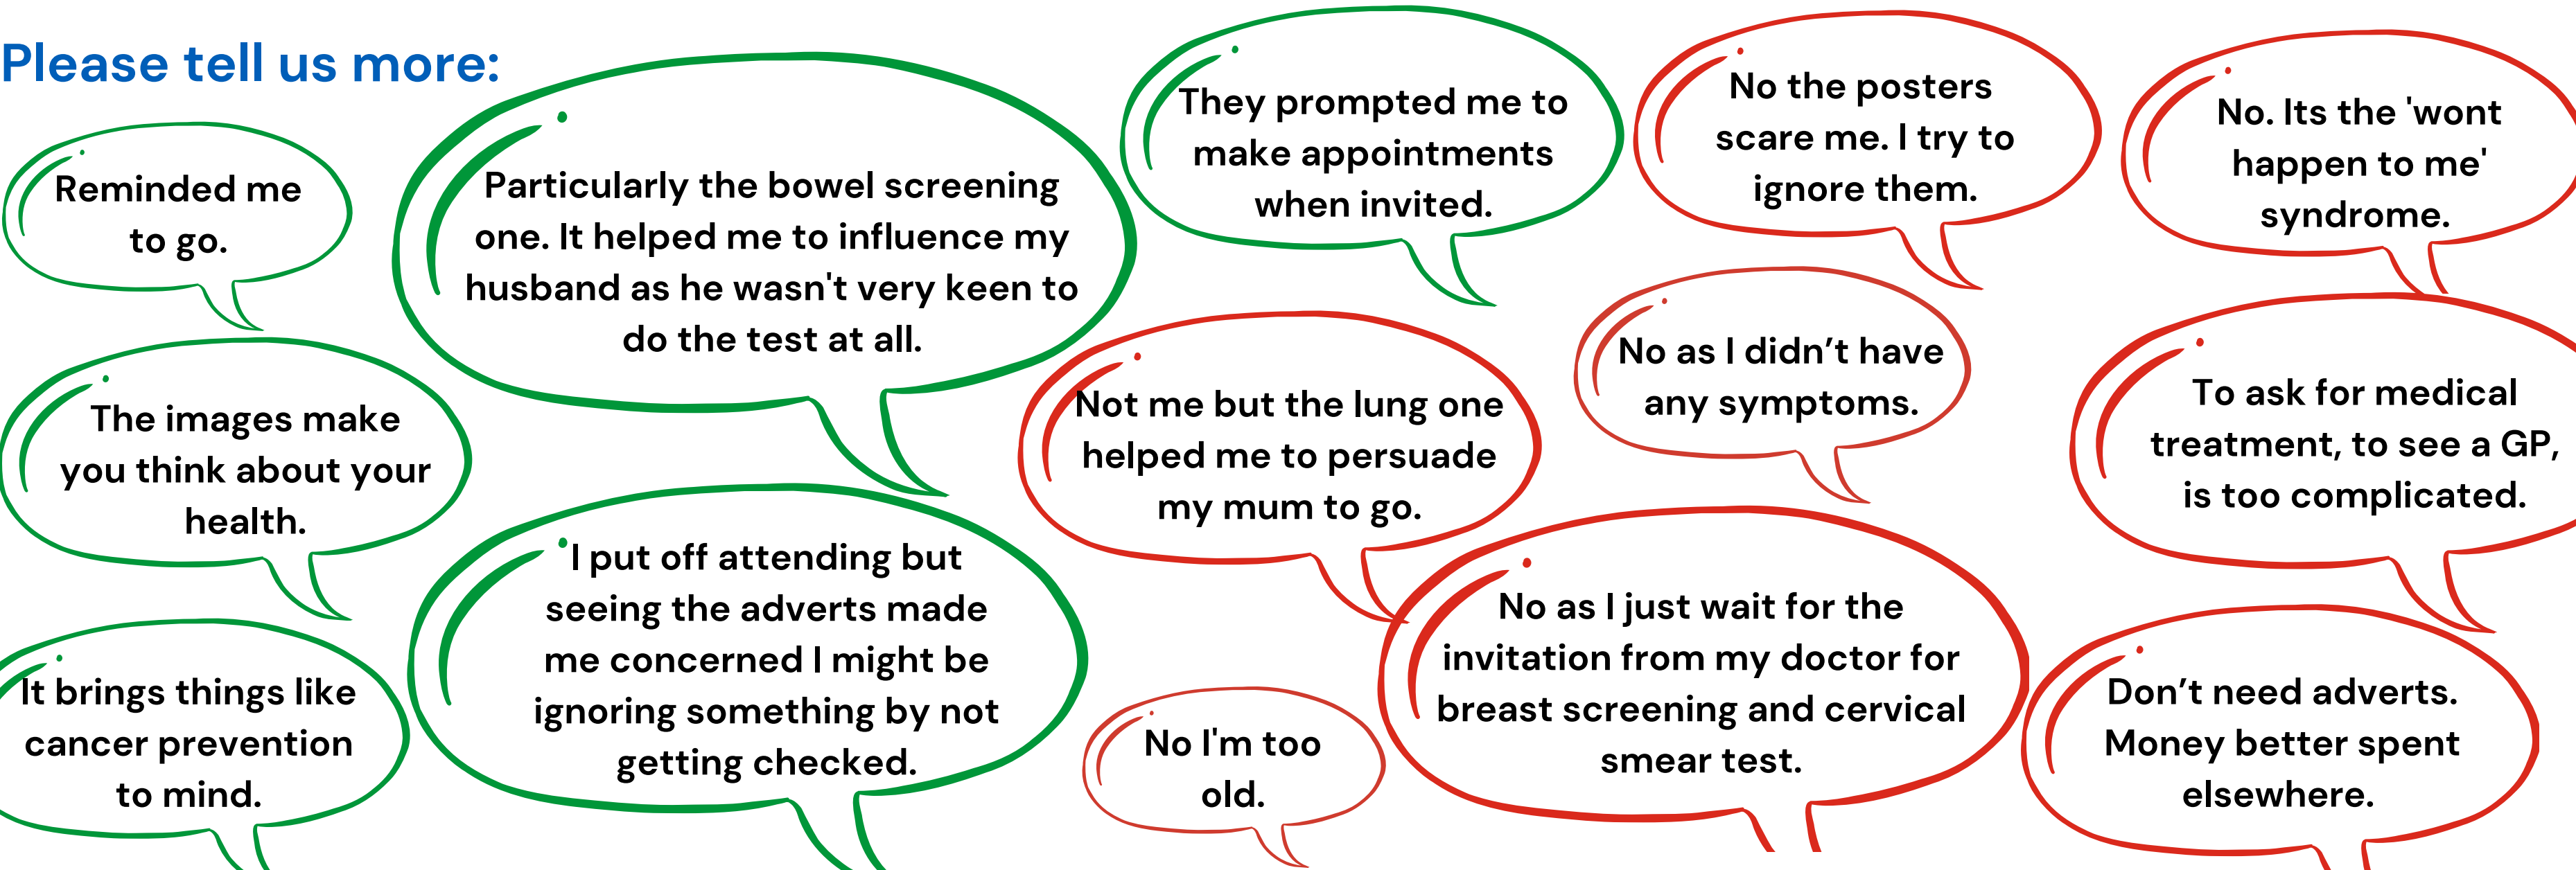 Please tell us more:
Reminded me
to go.
Particularly the bowel screening
one. It helped me to influence my
husband as he wasn't very keen to
do the test at all.
They prompted me to
make appointments
when invited.
No the posters
scare me. I try to
ignore them.
No. Its the 'wont
happen to me'
syndrome.
The images make
you think about your
health.
Not me but the lung one
helped me to persuade
my mum to go.
No as I didn’t have
any symptoms.
To ask for medical
treatment, to see a GP,
is too complicated.
It brings things like
cancer prevention
to mind.
I put off attending but
seeing the adverts made
me concerned I might be
ignoring something by not
getting checked.
No I'm too
old.
No as I just wait for the
invitation from my doctor for
breast screening and cervical
smear test.
Don’t need adverts.
Money better spent
elsewhere.